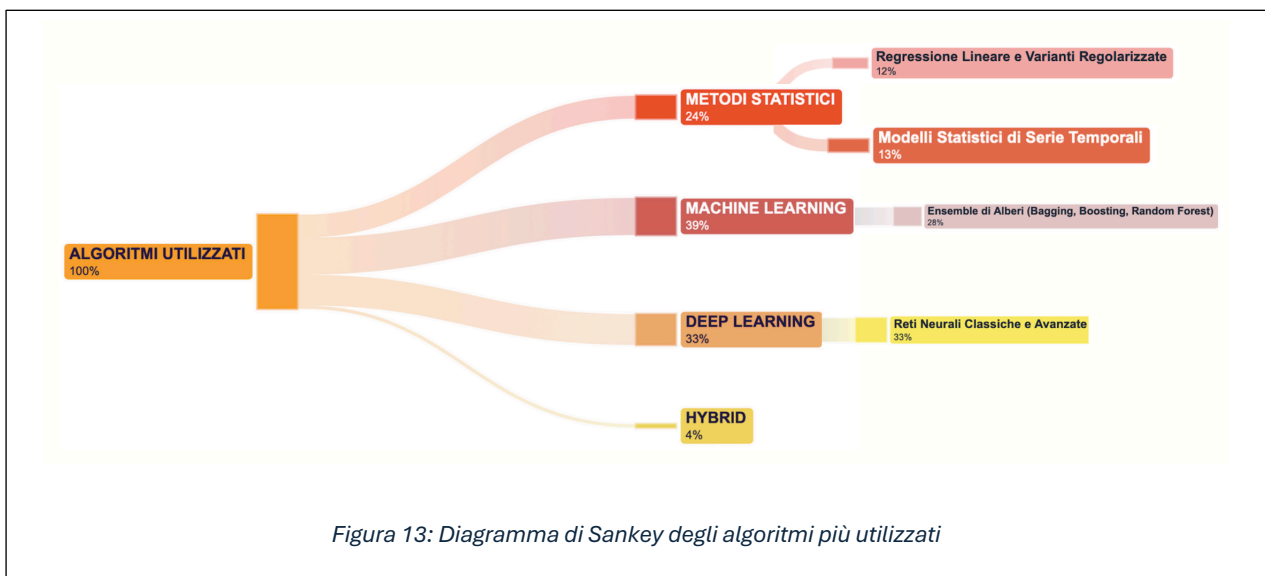 Regressione Lineare e Varianti Regolarizzate
12%
METODI STATISTICI
24%
Modelli Statistici di Serie Temporali
13%
MACHINE LEARNING
39%
Ensemble di Alberi (Bagging, Boosting, Random Forest)
28%
ALGORITMI UTILIZZATI
100%
DEEP LEARNING
33%
Reti Neurali Classiche e Avanzate
33%
HYBRID
4%
Figura 13: Diagramma di Sankey degli algoritmi più utilizzati